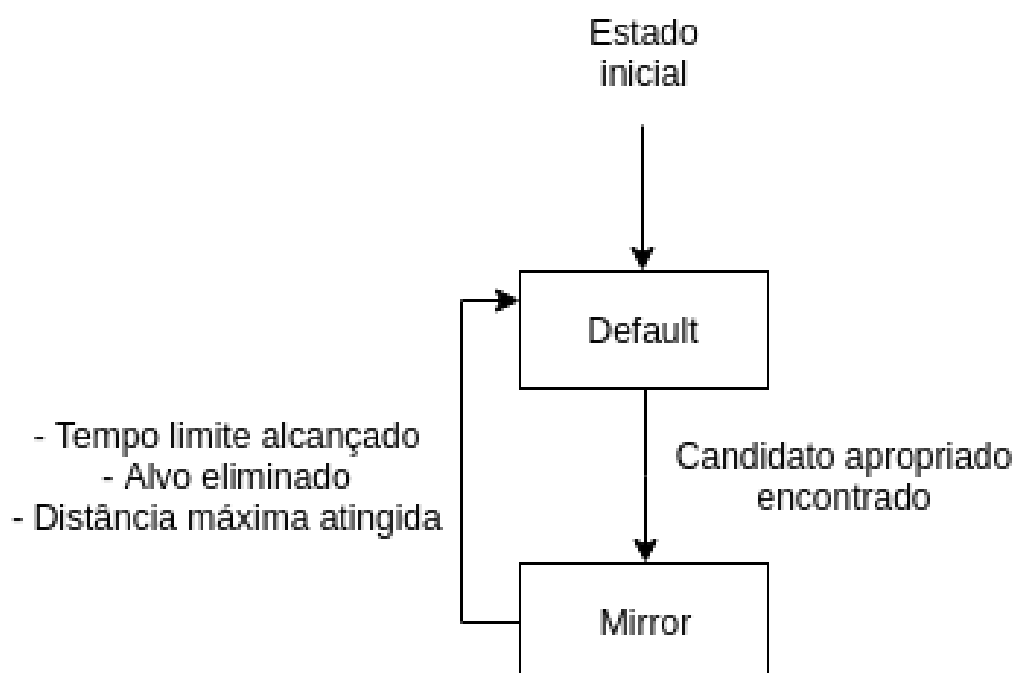 Estado
inicial
Default
- Tempo limite alcançado
- Alvo eliminado
- Distância máxima atingida
Candidato apropriado
encontrado
Mirror